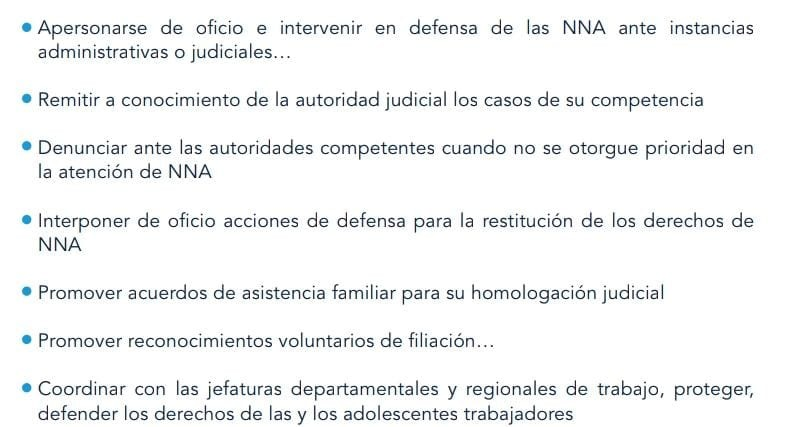 • Apersonarse de oficio e intervenir en defensa de las NNA ante instancias
administrativas o judiciales...
• Remitir a conocimiento de la autoridad judicial los casos de su competencia
• Denunciar ante las autoridades competentes cuando no se otorgue prioridad en
la atención de NNA
• Interponer de oficio acciones de defensa para la restitución de los derechos de
NNA
• Promover acuerdos de asistencia familiar para su homologación judicial
• Promover reconocimientos voluntarios de filiación...
• Coordinar con las jefaturas departamentales y regionales de trabajo, proteger,
defender los derechos de las y los adolescentes trabajadores